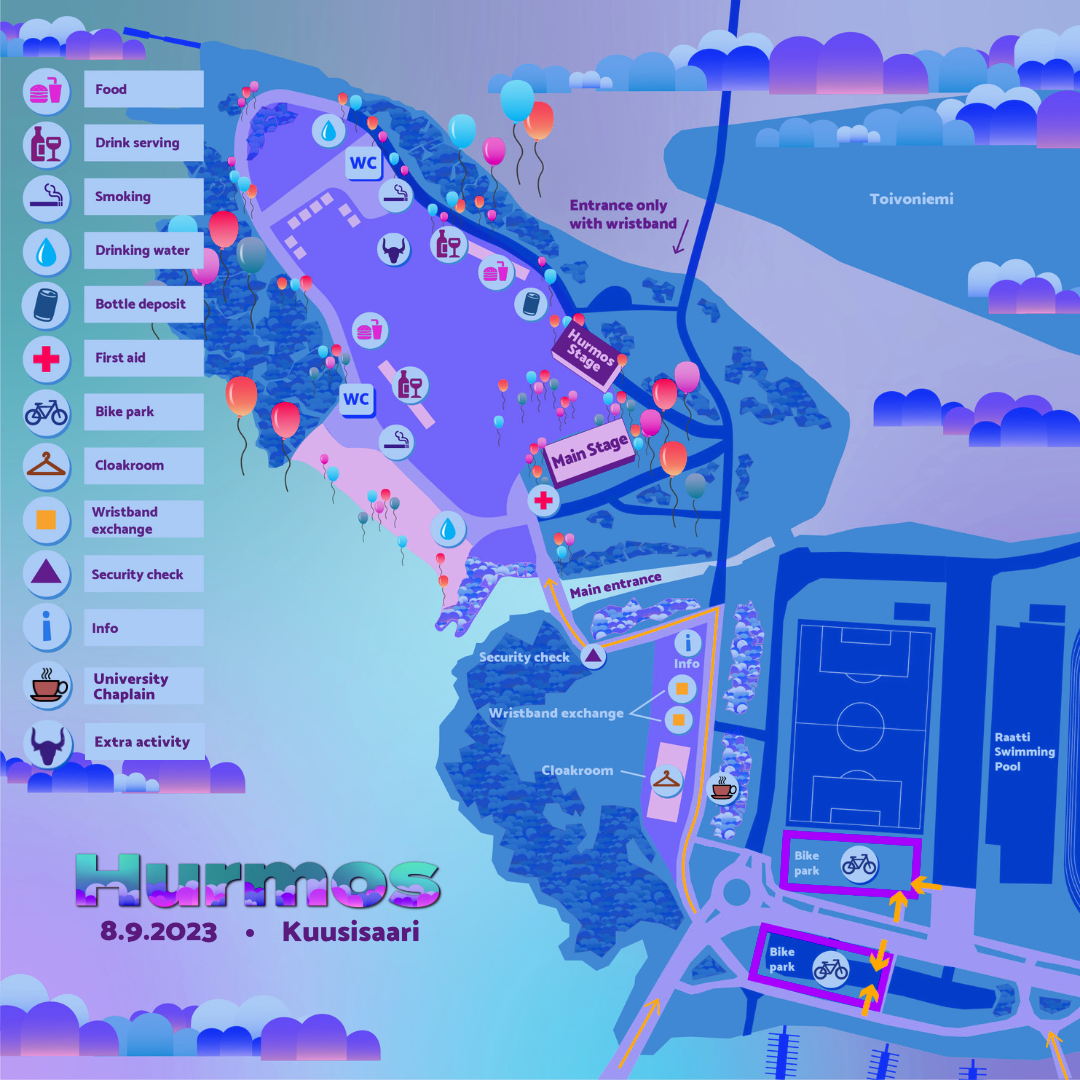 Food
Drink serving
Smoking
Drinking water
Bottle deposit
First aid
Bike park
Cloakroom
Wristband
exchange
Security check
Info
University
Chaplain
Extra activity
WC
Entrance only
with wristband
Toivoniemi
Hurmos
Stage
WC
Main Stage
Main entrance
Security check
Info
Wristband exchange
Cloakroom
Raatti
Swimming
Pool
Bike
park
Bike
park
Hurmos
8.9.2023 • Kuusisaari